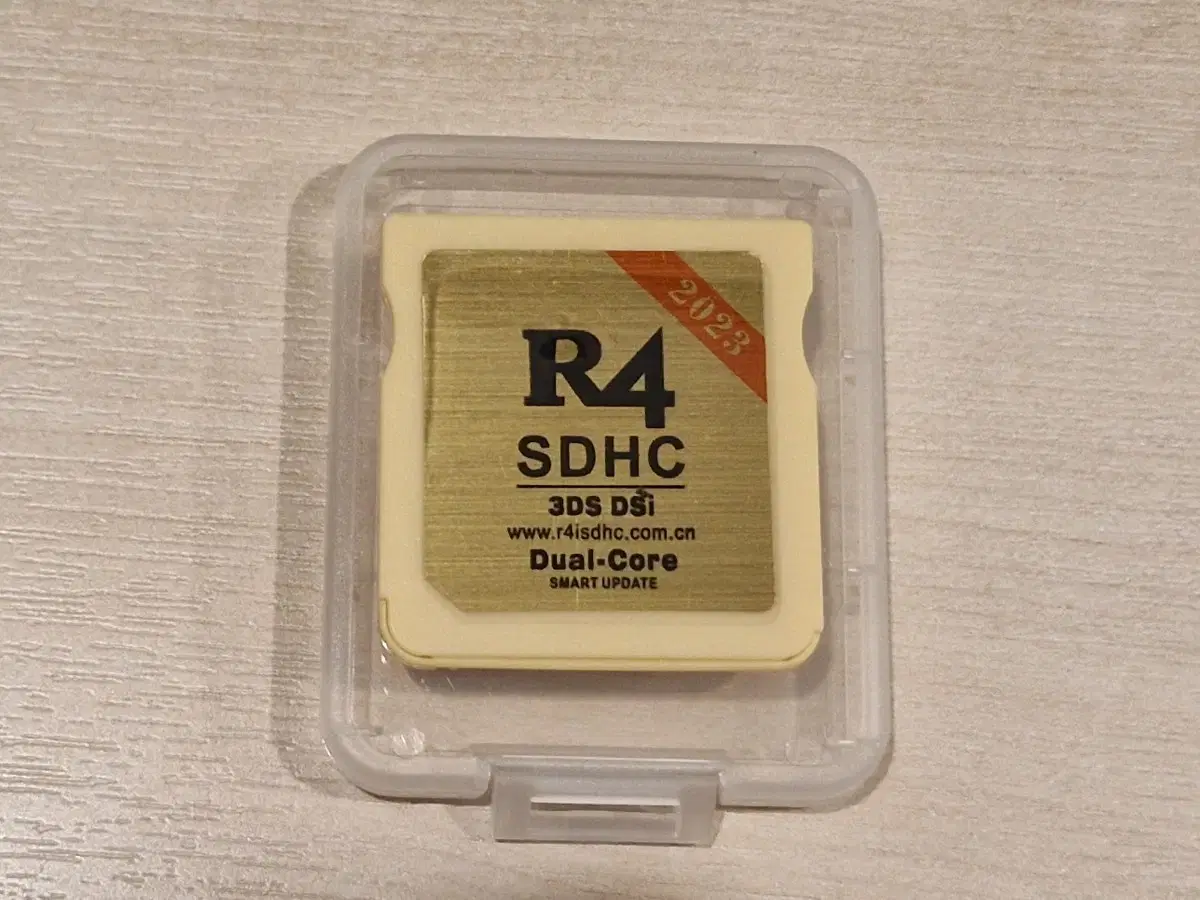 2023
R4
SDHC
3DS DSi
www.r4isdhc.com.cn
Dual-Core
SMART UPDATE